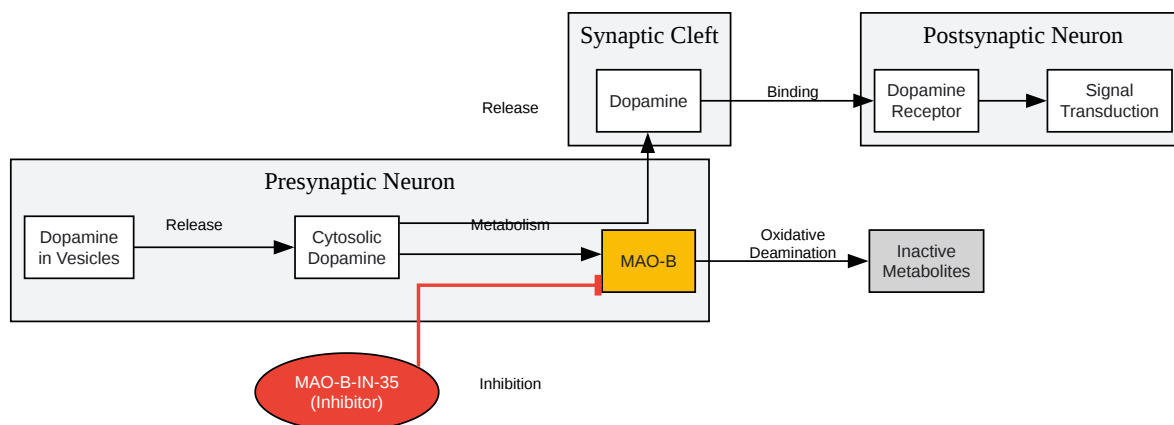 Synaptic Cleft
Postsynaptic Neuron
Release
Dopamine
Binding
Dopamine
Receptor
Signal
Transduction
Presynaptic Neuron
Dopamine
in Vesicles
Release
Cytosolic
Dopamine
Metabolism
MAO-B
Oxidative
Deamination
Inactive
Metabolites
MAO-B-IN-35
(Inhibitor)
Inhibition